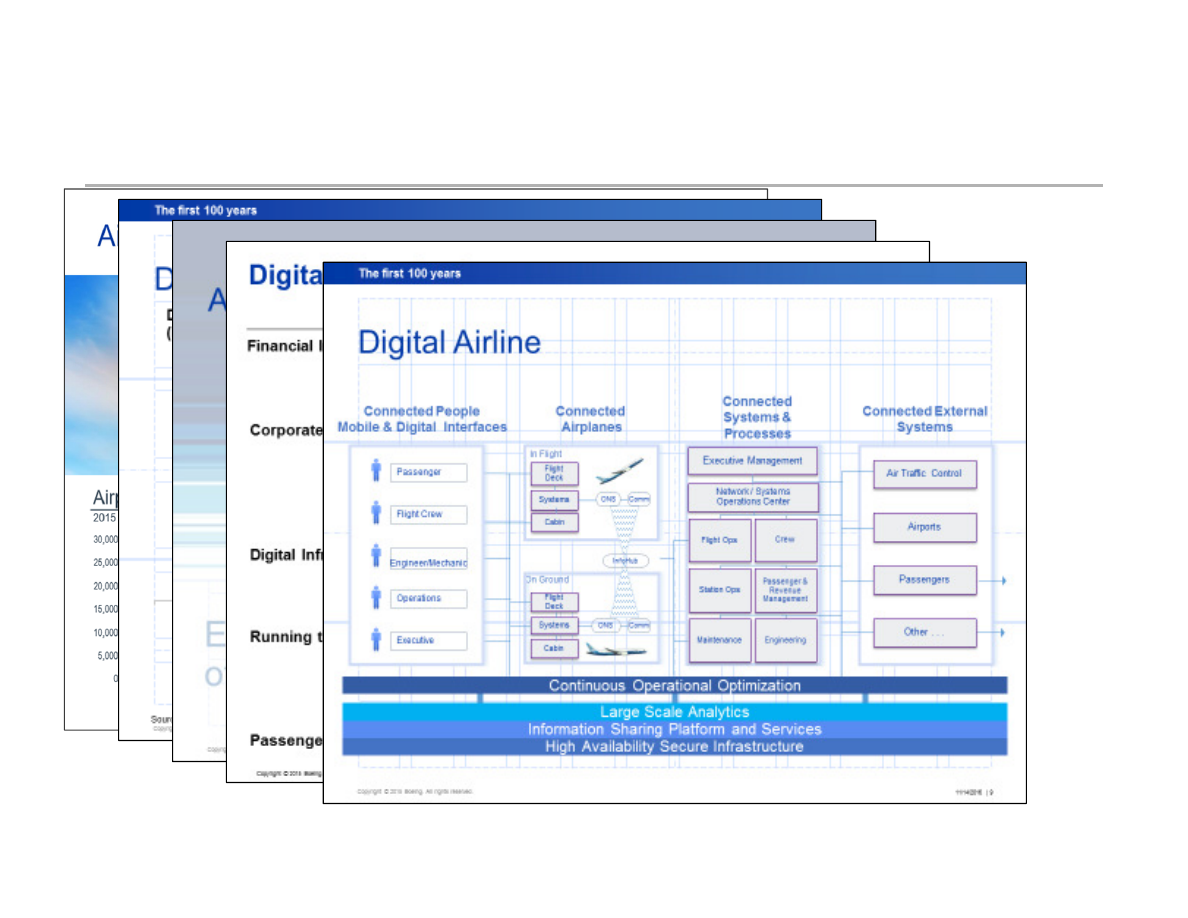 A
The first 100 years
D
(
A
Air
2015
30,000
25,000
20,000
15,000
10,000
5,000
0
Sour
Copyrig
E
o
Copyrig
Digita
Financial I
Corporate
Digital Inf
Running t
Passenge
Copyright © 2016 Boeing.
The first 100 years
Digital Airline
Connected People
Mobile & Digital Interfaces
Passenger
Flight Crew
Engineer/Mechanic
Operations
Executive
Connected
Airplanes
In Flight
Flight
Deck
Systems
ONS
Comm
Cabin
InfoHub
On Ground
Flight
Deck
Systems
ONS
Comm
Cabin
Connected
Systems &
Processes
Executive Management
Network / Systems
Operations Center
Flight Ops
Crew
Station Ops
Passenger &
Revenue
Management
Maintenance
Engineering
Connected External
Systems
Air Traffic Control
Airports
Passengers
Other . . .
Continuous Operational Optimization
Large Scale Analytics
Information Sharing Platform and Services
High Availability Secure Infrastructure
Copyright © 2016 Boeing. All rights reserved.
11/14/2016 | 9